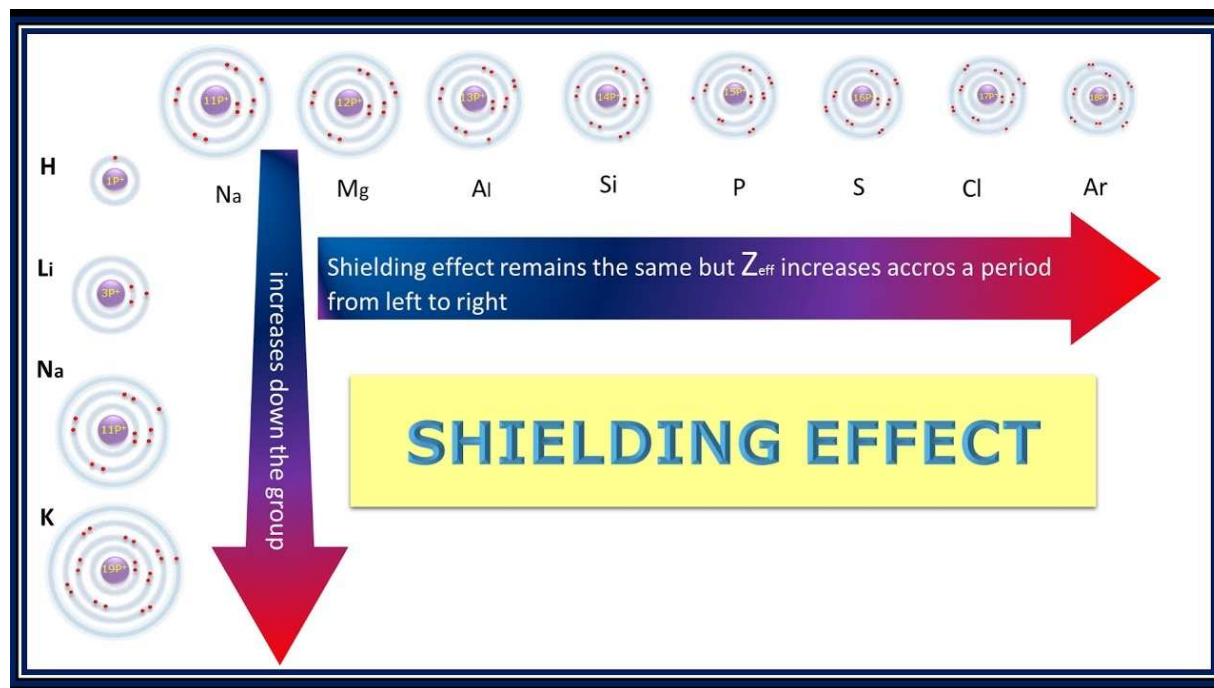 11P⁺
12P⁺
13P⁺
14P⁺
15P⁺
16P⁺
17P⁺
18P⁺
H
1P⁺
Na
Mg
Al
Si
P
S
Cl
Ar
Li
3P⁺
Shielding effect remains the same but Zeff increases accros a period
from left to right
increases down the group
Na
11P⁺
SHIELDING EFFECT
K
19P⁺